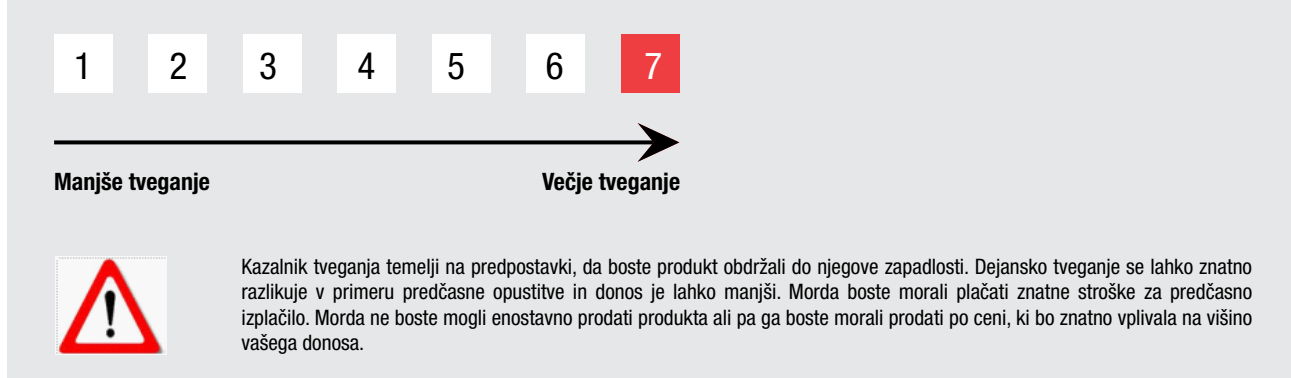 1 2 3 4 5 6 7
Manjše tveganje Večje tveganje
Kazalnik tveganja temelji na predpostavki, da boste produkt obdržali do njegove zapadlosti. Dejansko tveganje se lahko znatno
razlikuje v primeru predčasne opustitve in donos je lahko manjši. Morda boste morali plačati znatne stroške za predčasno
izplačilo. Morda ne boste mogli enostavno prodati produkta ali pa ga boste morali prodati po ceni, ki bo znatno vplivala na višino
vašega donosa.